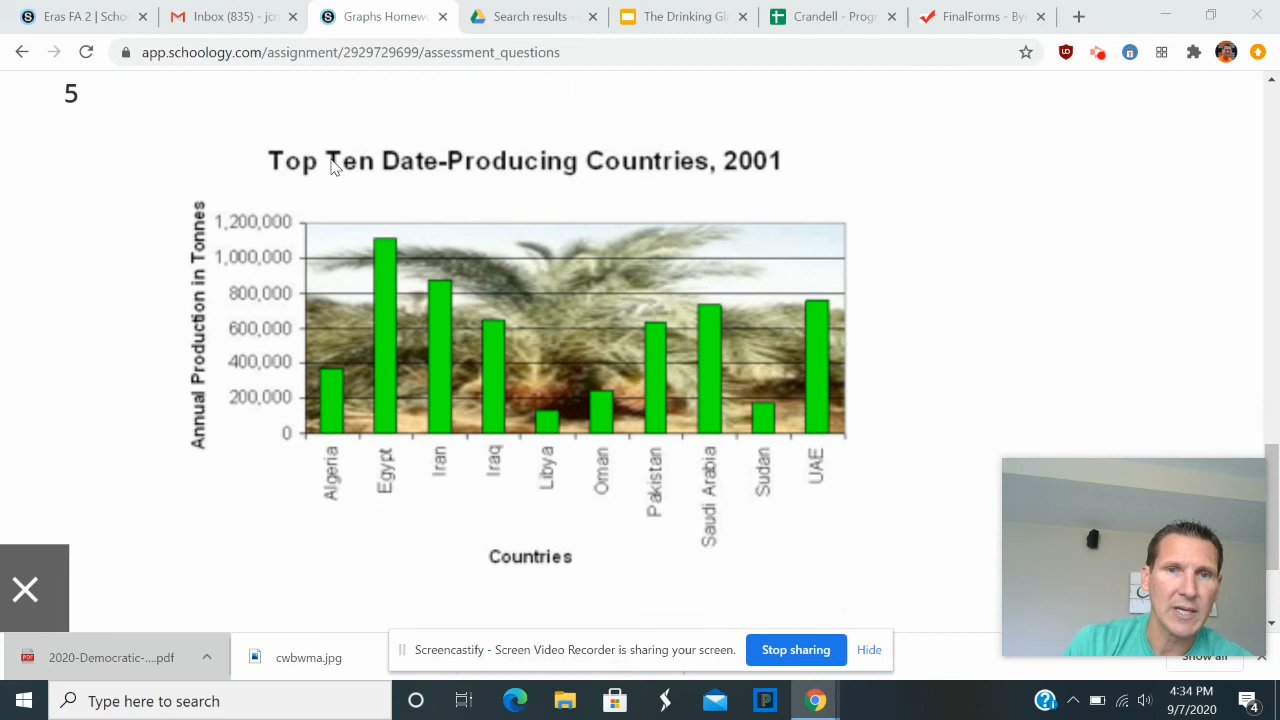 Eras in 2 | Scho
Inbox (835) - jcr
Graphs Homew
Search results -
The Drinking Gl
Crandell - Progr
FinalForms - By
app.schoology.com/assignment/2929729699/assessment_questions
5
Top Ten Date-Producing Countries, 2001
Annual Production in Tonnes
1,200,000
1,000,000
800,000
600,000
400,000
200,000
0
Algeria
Egypt
Iran
Iraq
Libya
Oman
Pakistan
Saudi Arabia
Sudan
UAE
Countries
Screencastify - Screen Video Recorder is sharing your screen.
Stop sharing
Hide
2020-Democratic-....pdf
cwbwma.jpg
Show all
Type here to search
4:34 PM
9/7/2020
4